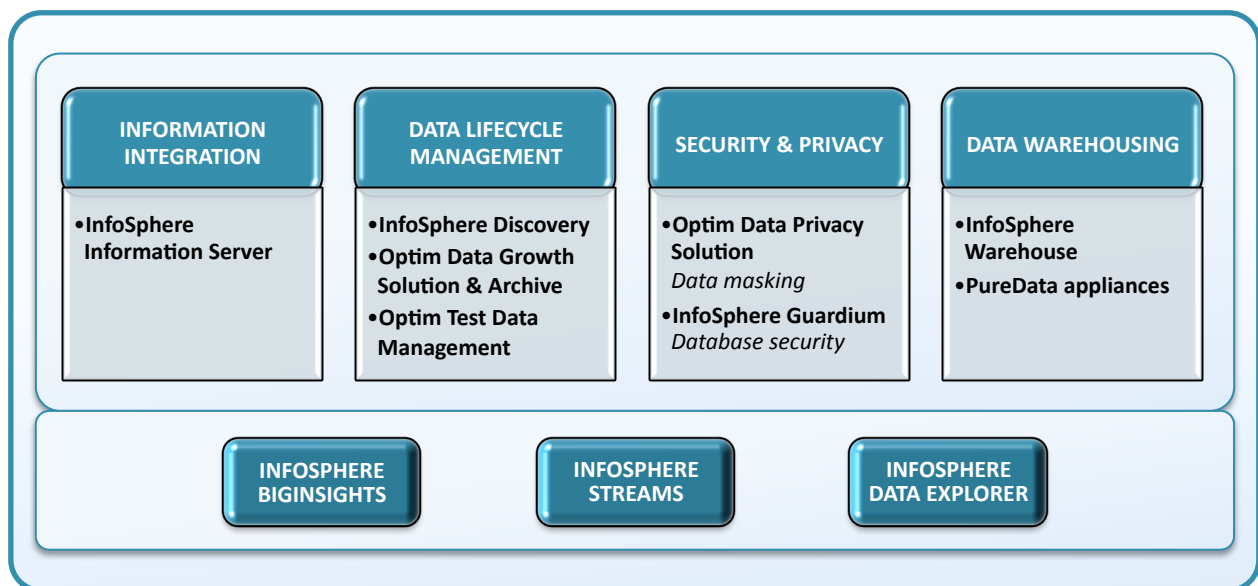 INFORMATION
INTEGRATION
•InfoSphere
Information Server
DATA LIFECYCLE
MANAGEMENT
•InfoSphere Discovery
•Optim Data Growth
Solution & Archive
•Optim Test Data
Management
SECURITY & PRIVACY
•Optim Data Privacy
Solution
Data masking
•InfoSphere Guardium
Database security
DATA WAREHOUSING
•InfoSphere
Warehouse
•PureData appliances
INFOSPHERE
BIGINSIGHTS
INFOSPHERE
STREAMS
INFOSPHERE
DATA EXPLORER